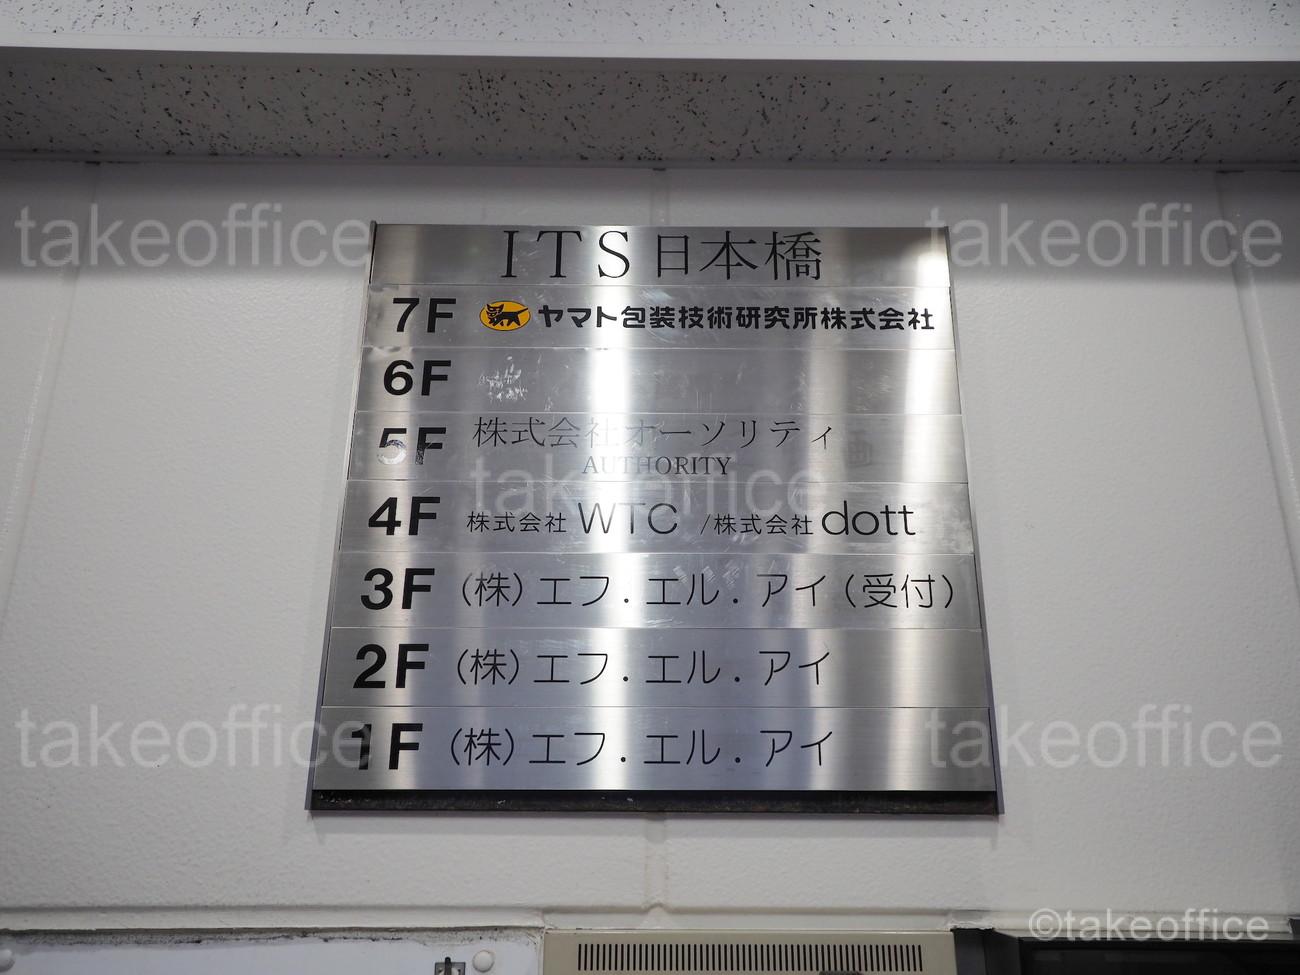 ITS日本橋
7F ヤマト包装技術研究所株式会社
6F
5F 株式会社オーソリティ
AUTHORITY
4F 株式会社 WTC /株式会社 dott
3F (株)エフ.エル.アイ(受付)
2F (株)エフ.エル.アイ
1F (株)エフ.エル.アイ
takeoffice
takeoffice
takeoffice
takeoffice
takeoffice
©takeoffice